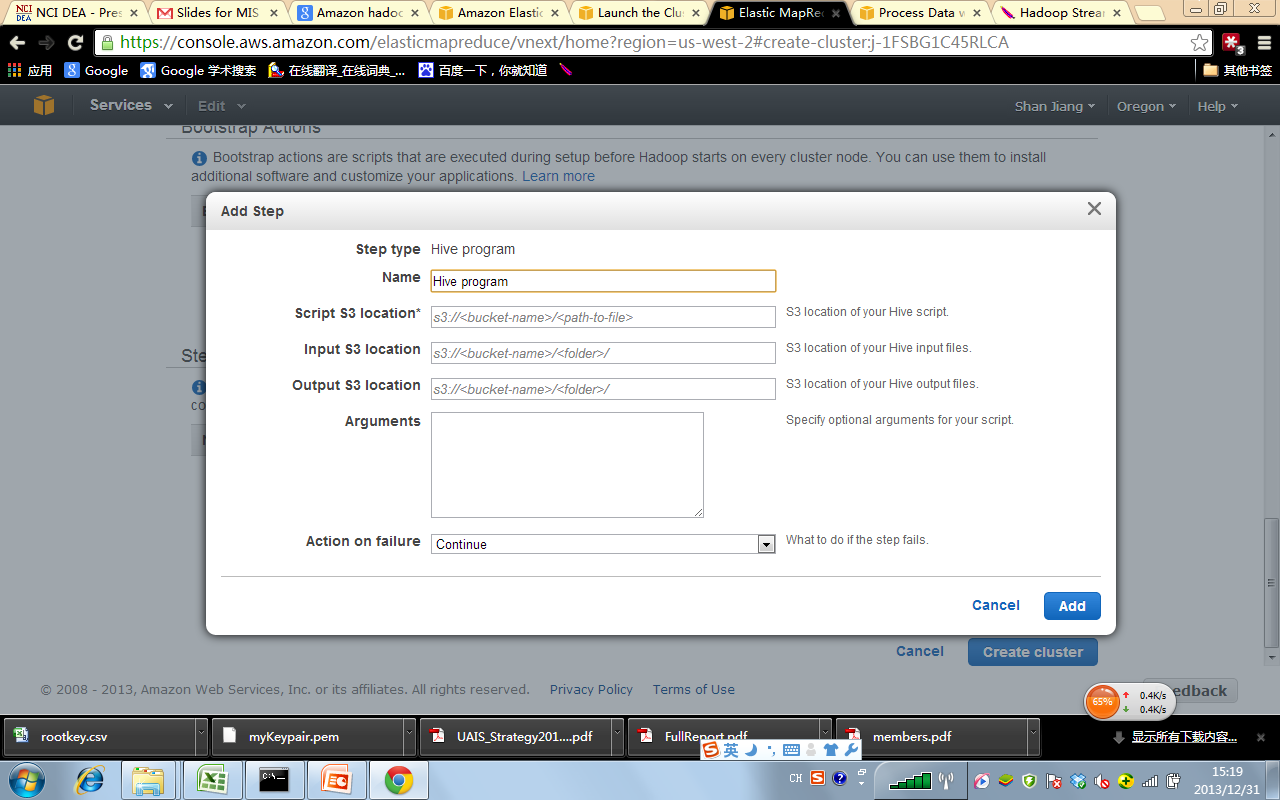 NCI DEA - Pres
Slides for MIS
Amazon hadoo
Amazon Elastic
Launch the Clus
Elastic MapRed
Process Data w
Hadoop Strea
https://console.aws.amazon.com/elasticmapreduce/vnext/home?region=us-west-2#create-cluster:j-1FSBG1C45RLCA
3
应用
Google
Google 学术搜索
在线翻译_在线词典_...
百度一下，你就知道
其他书签
Services
Edit
Shan Jiang
Oregon
Help
Bootstrap Actions
Bootstrap actions are scripts that are executed during setup before Hadoop starts on every cluster node. You can use them to install
additional software and customize your applications. Learn more
Add Step
Step type Hive program
Name Hive program
Script S3 location* s3://<bucket-name>/<path-to-file> S3 location of your Hive script.
Input S3 location s3://<bucket-name>/<folder>/ S3 location of your Hive input files.
Ste
Output S3 location s3://<bucket-name>/<folder>/ S3 location of your Hive output files.
co
Arguments Specify optional arguments for your script.
Action on failure Continue What to do if the step fails.
Cancel Add
Cancel Create cluster
© 2008 - 2013, Amazon Web Services, Inc. or its affiliates. All rights reserved. Privacy Policy Terms of Use
edback
65%
0.4K/s
0.4K/s
rootkey.csv
myKeypair.pem
UAIS_Strategy201....pdf
FullReport.pdf
members.pdf
显示所有下载内容...
英
CH
15:19
2013/12/31